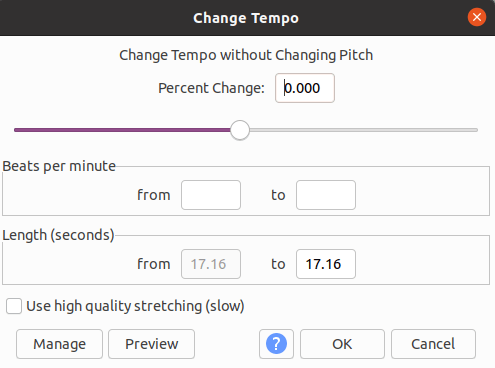 Change Tempo
Change Tempo without Changing Pitch
Percent Change: 0.000
Beats per minute
from to
Length (seconds)
from 17.16 to 17.16
Use high quality stretching (slow)
Manage Preview ? OK Cancel